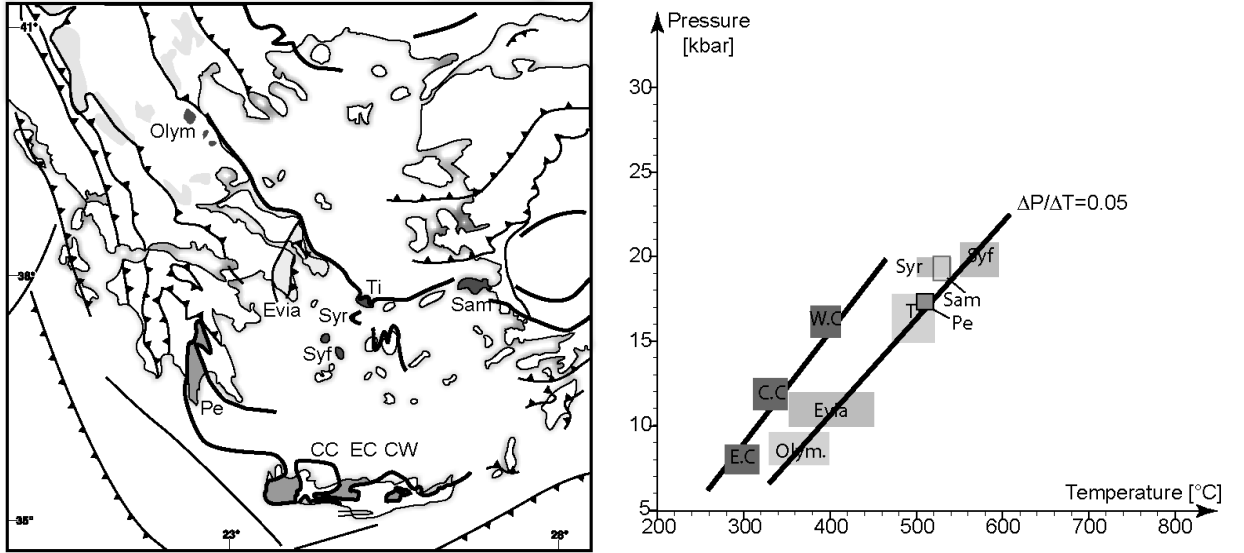 41°
Olym
38°
Evia
Ti
Syr
Sam
Syf
Pe
CC EC CW
35°
23°
28°
Pressure
[kbar]
30
25
20
15
10
5
ΔP/ΔT=0.05
Syr
Syf
Sam
W.C
T
Pe
C.C
Evia
E.C
Olym.
Temperature [°C]
200 300 400 500 600 700 800